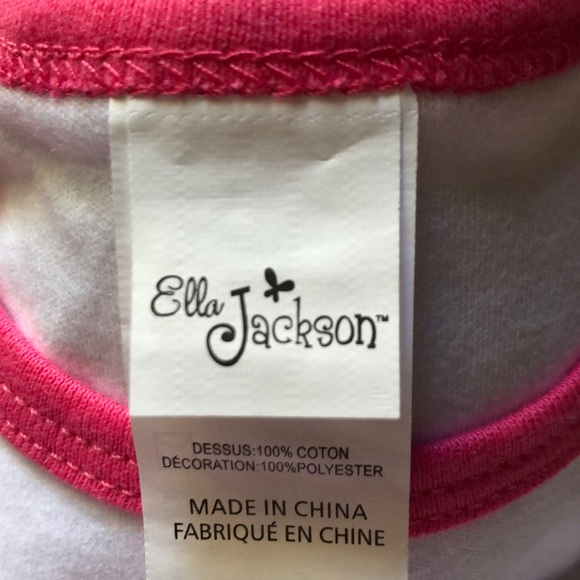 Ella
Jackson™
DESSUS:100% COTON
DÉCORATION:100%POLYESTER
MADE IN CHINA
FABRIQUÉ EN CHINE